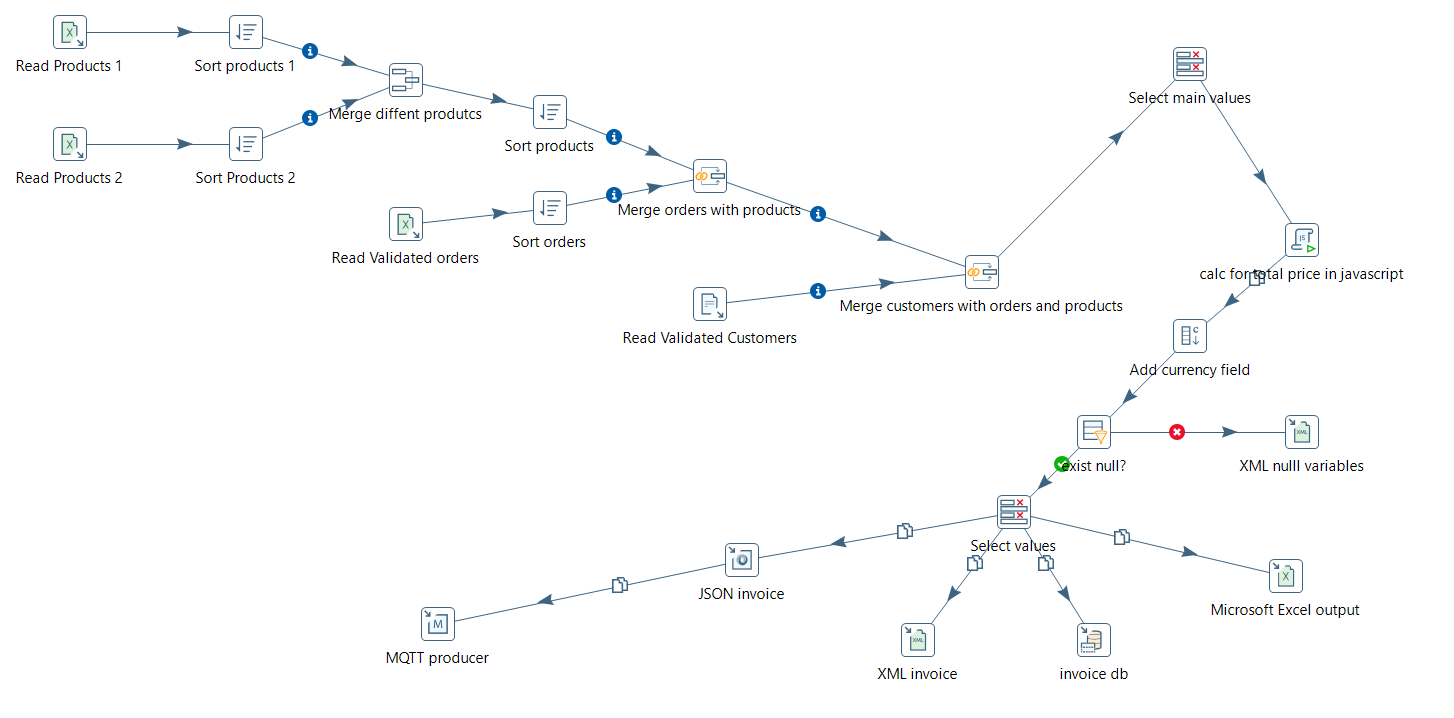 Read Products 1
Sort products 1
Merge diffent produtcs
Read Products 2
Sort Products 2
Sort products
Select main values
Read Validated orders
Sort orders
Merge orders with products
calc for total price in javascript
Read Validated Customers
Merge customers with orders and products
Add currency field
exist null?
XML nulll variables
Select values
JSON invoice
Microsoft Excel output
MQTT producer
XML invoice
invoice db